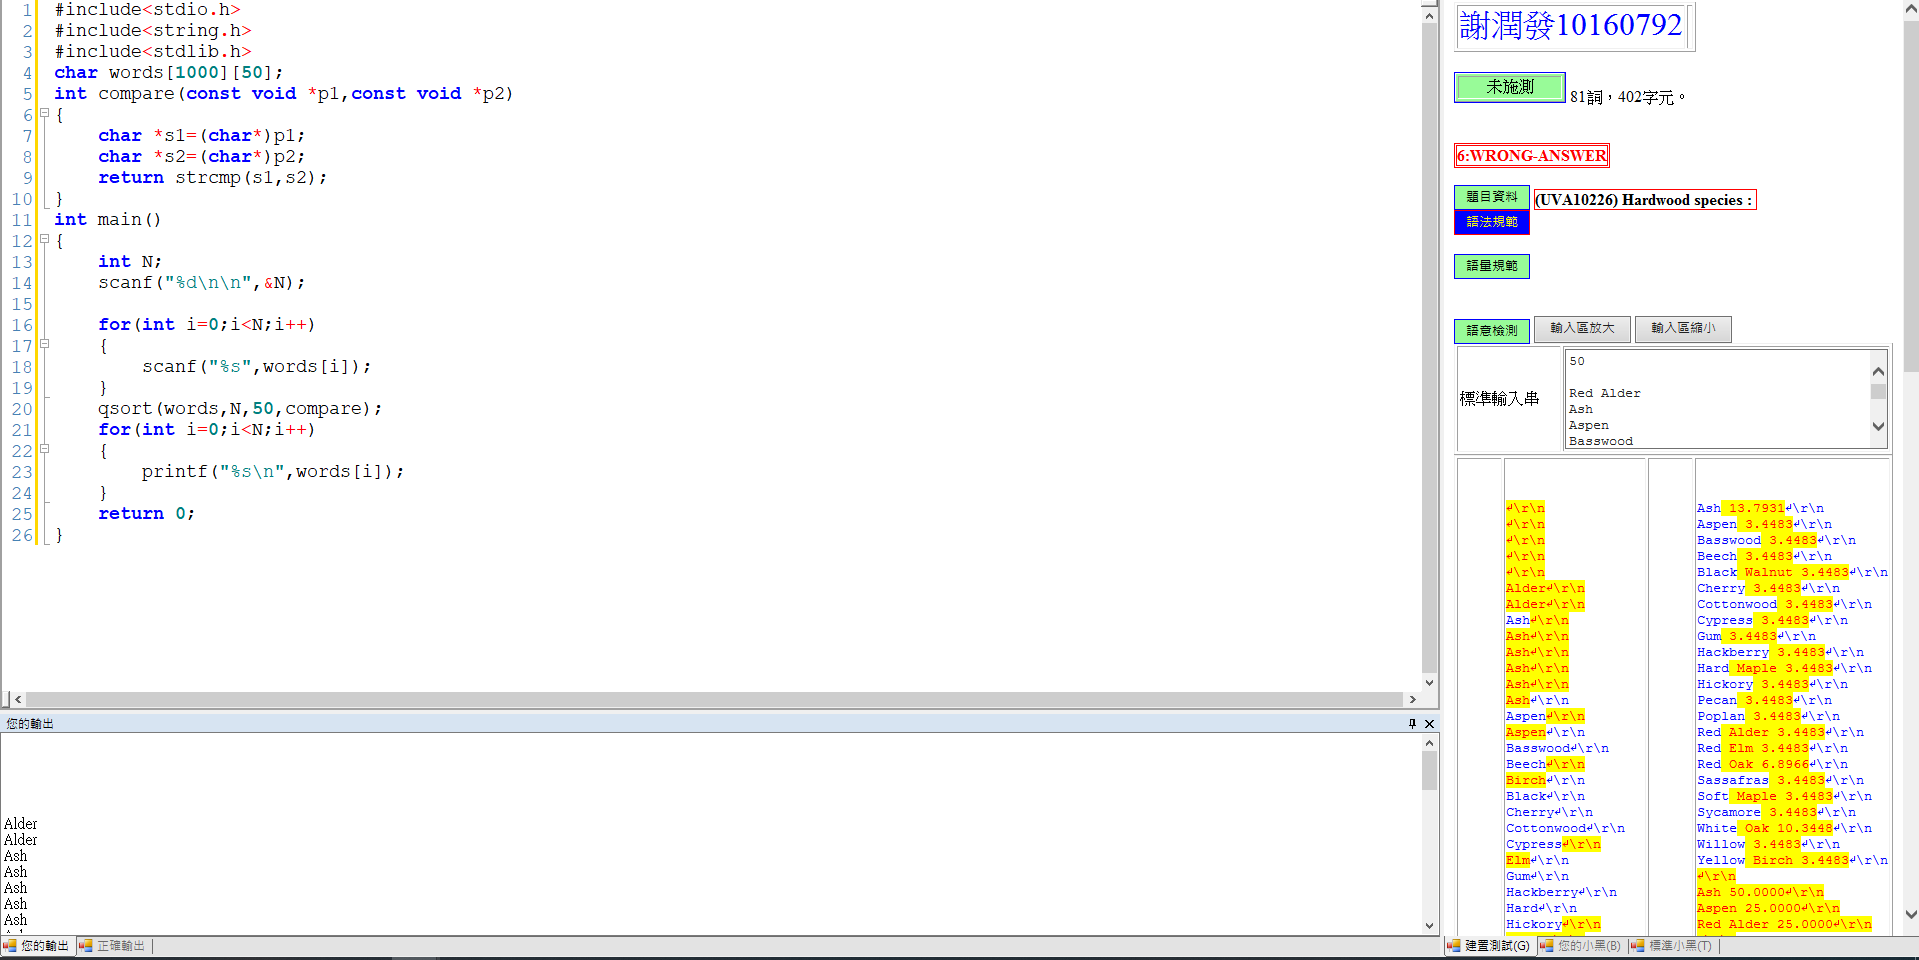 1 #include<stdio.h>
2 #include<string.h>
3 #include<stdlib.h>
4 char words[1000][50];
5 int compare(const void *p1,const void *p2)
6 {
7 char *s1=(char*)p1;
8 char *s2=(char*)p2;
9 return strcmp(s1,s2);
10 }
11 int main()
12 {
13 int N;
14 scanf("%d\n\n",&N);
15
16 for(int i=0;i<N;i++)
17 {
18 scanf("%s",words[i]);
19 }
20 qsort(words,N,50,compare);
21 for(int i=0;i<N;i++)
22 {
23 printf("%s\n",words[i]);
24 }
25 return 0;
26 }
您的輸出
Alder
Alder
Ash
Ash
Ash
Ash
Ash
您的輸出 正確輸出
謝潤發10160792
未施測 81詞，402字元。
6:WRONG-ANSWER
題目資料 (UVA10226) Hardwood species :
語法規範
語量規範
語意檢測 輸入區放大 輸入區縮小
標準輸入串
50
Red Alder
Ash
Aspen
Basswood
↲\r\n
↲\r\n
↲\r\n
↲\r\n
↲\r\n
Alder↲\r\n
Alder↲\r\n
Ash↲\r\n
Ash↲\r\n
Ash↲\r\n
Ash↲\r\n
Ash↲\r\n
Ash↲\r\n
Aspen↲\r\n
Aspen↲\r\n
Basswood↲\r\n
Beech↲\r\n
Birch↲\r\n
Black↲\r\n
Cherry↲\r\n
Cottonwood↲\r\n
Cypress↲\r\n
Elm↲\r\n
Gum↲\r\n
Hackberry↲\r\n
Hard↲\r\n
Hickory↲\r\n
Ash 13.7931↲\r\n
Aspen 3.4483↲\r\n
Basswood 3.4483↲\r\n
Beech 3.4483↲\r\n
Black Walnut 3.4483↲\r\n
Cherry 3.4483↲\r\n
Cottonwood 3.4483↲\r\n
Cypress 3.4483↲\r\n
Gum 3.4483↲\r\n
Hackberry 3.4483↲\r\n
Hard Maple 3.4483↲\r\n
Hickory 3.4483↲\r\n
Pecan 3.4483↲\r\n
Poplan 3.4483↲\r\n
Red Alder 3.4483↲\r\n
Red Elm 3.4483↲\r\n
Red Oak 6.8966↲\r\n
Sassafras 3.4483↲\r\n
Soft Maple 3.4483↲\r\n
Sycamore 3.4483↲\r\n
White Oak 10.3448↲\r\n
Willow 3.4483↲\r\n
Yellow Birch 3.4483↲\r\n
↲\r\n
Ash 50.0000↲\r\n
Aspen 25.0000↲\r\n
Red Alder 25.0000↲\r\n
建置測試(G) 您的小黑(B) 標準小黑(T)